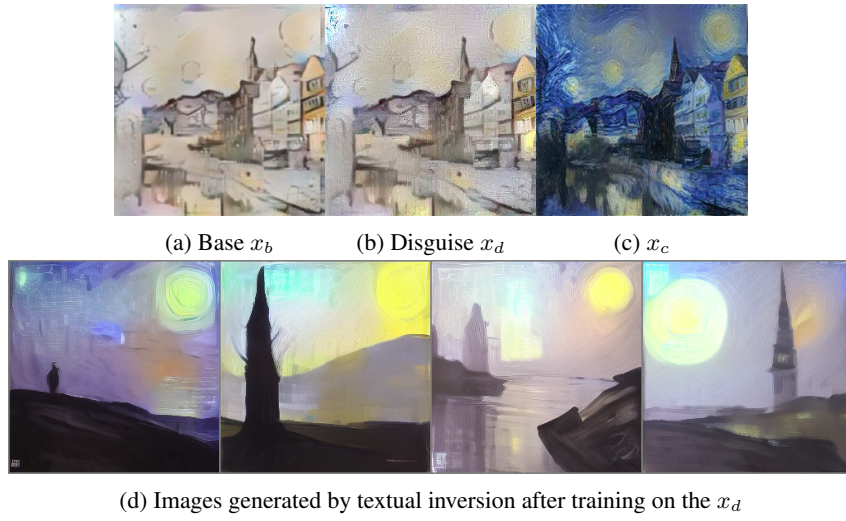 (a) Base $x_b$
(b) Disguise $x_d$
(c) $x_c$
(d) Images generated by textual inversion after training on the $x_d$